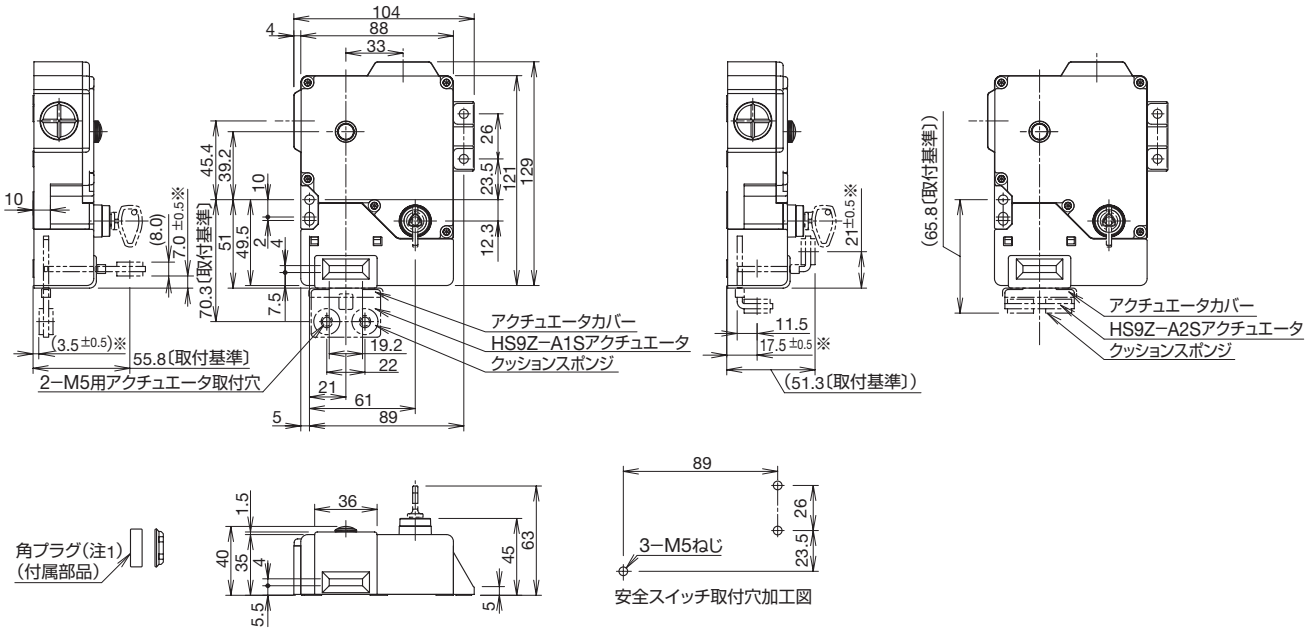 104
4
88
33
10
45.4
39.2
10
70.3〔取付基準〕
51
49.5
2
4
7.5
(8.0)
7.0 ±0.5※
(3.5 ±0.5)※
55.8〔取付基準〕
2−M5用アクチュエータ取付穴
26
23.5
121
129
12.3
アクチュエータカバー
HS9Z−A1Sアクチュエータ
クッションスポンジ
19.2
22
21
61
5
89
21±0.5※
11.5
17.5 ±0.5 ※
(51.3〔取付基準〕)
(65.8〔取付基準〕)
アクチュエータカバー
HS9Z−A2Sアクチュエータ
クッションスポンジ
角プラグ(注1)
(付属部品)
1.5
36
40
35
4
5.5
45
63
5
89
26
23.5
3−M5ねじ
安全スイッチ取付穴加工図